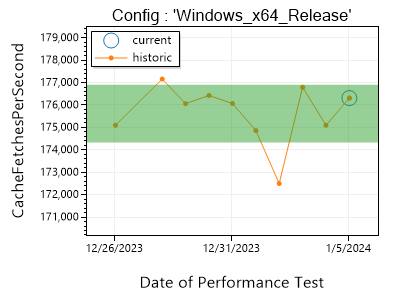 Config : 'Windows_x64_Release'
current
historic
179,000
178,000
177,000
176,000
175,000
174,000
173,000
172,000
171,000
CacheFetchesPerSecond
12/26/2023
12/31/2023
1/5/2024
Date of Performance Test